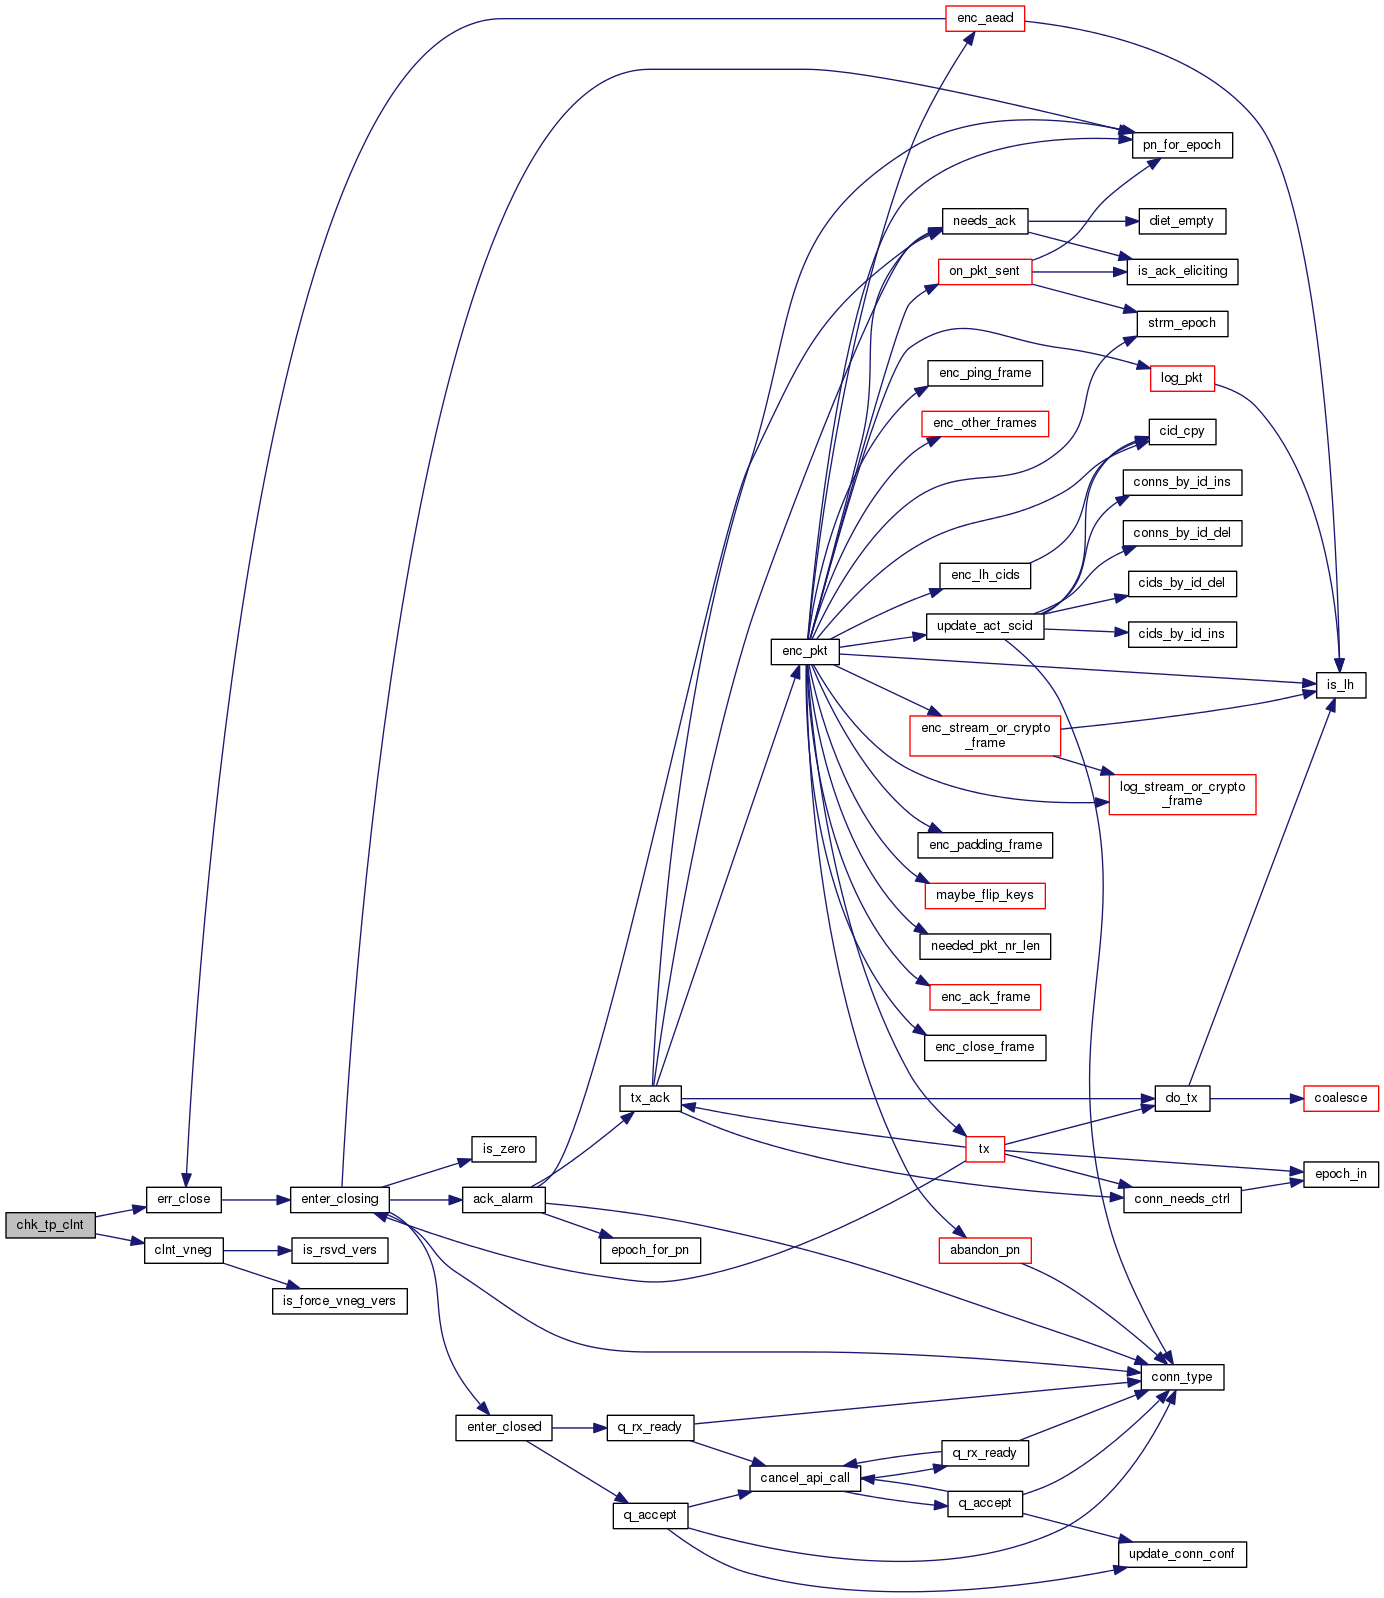 enc_aead
pn_for_epoch
needs_ack
diet_empty
on_pkt_sent
is_ack_eliciting
strm_epoch
enc_ping_frame
log_pkt
enc_other_frames
cid_cpy
conns_by_id_ins
conns_by_id_del
enc_lh_cids
cids_by_id_del
update_act_scid
cids_by_id_ins
enc_pkt
is_lh
enc_stream_or_crypto
_frame
log_stream_or_crypto
_frame
enc_padding_frame
maybe_flip_keys
needed_pkt_nr_len
enc_ack_frame
enc_close_frame
tx_ack
do_tx
coalesce
is_zero
tx
epoch_in
err_close
enter_closing
ack_alarm
conn_needs_ctrl
chk_tp_clnt
clnt_vneg
is_rsvd_vers
epoch_for_pn
abandon_pn
is_force_vneg_vers
conn_type
enter_closed
q_rx_ready
q_rx_ready
cancel_api_call
q_accept
q_accept
update_conn_conf